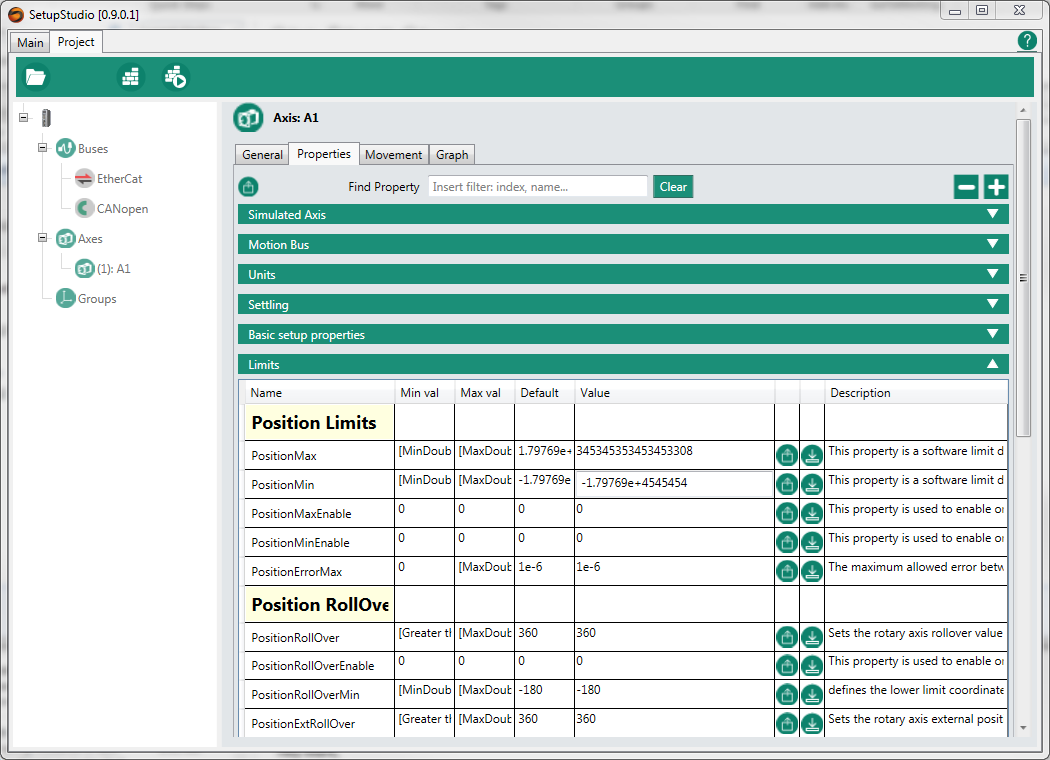 SetupStudio [0.9.0.1]
Main Project ?
Axis: A1
General Properties Movement Graph
Buses
EtherCat
CANopen
Axes
(1): A1
Groups
Find Property Insert filter: index, name... Clear
Simulated Axis
Motion Bus
Units
Settling
Basic setup properties
Limits
Name Min val Max val Default Value Description
Position Limits
PositionMax [MinDoub [MaxDoub 1.79769e+ 345345353453453308 This property is a software limit d
PositionMin [MinDoub [MaxDoub -1.79769e -1.79769e+4545454 This property is a software limit d
PositionMaxEnable 0 0 0 0 This property is used to enable or
PositionMinEnable 0 0 0 0 This property is used to enable or
PositionErrorMax 0 [MaxDoub 1e-6 1e-6 The maximum allowed error betw
Position RollOve
PositionRollOver [Greater th [MaxDoub 360 360 Sets the rotary axis rollover value
PositionRollOverEnable 0 0 0 0 This property is used to enable or
PositionRollOverMin [MinDoub [MaxDoub -180 -180 defines the lower limit coordinate
PositionExtRollOver [Greater th [MaxDoub 360 360 Sets the rotary axis external posit